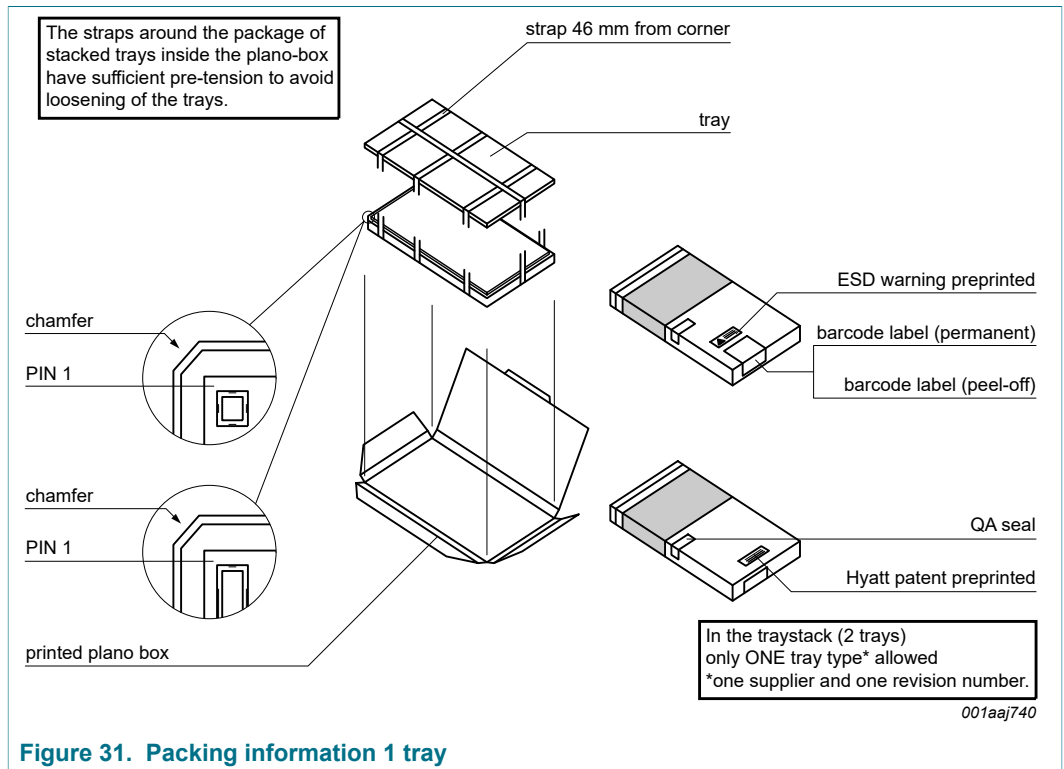 The straps around the package of
stacked trays inside the plano-box
have sufficient pre-tension to avoid
loosening of the trays.
strap 46 mm from corner
tray
ESD warning preprinted
chamfer
barcode label (permanent)
PIN 1
barcode label (peel-off)
chamfer
QA seal
PIN 1
Hyatt patent preprinted
printed plano box
In the traystack (2 trays)
only ONE tray type* allowed
*one supplier and one revision number.
001aaj740
Figure 31. Packing information 1 tray